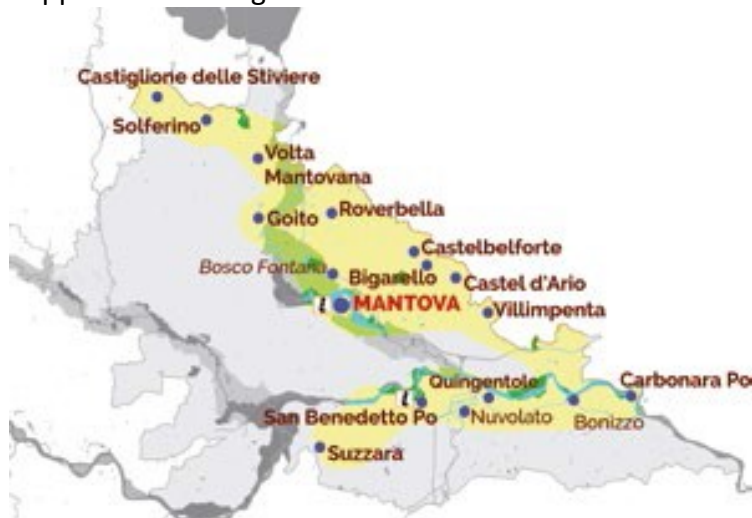 Castiglione delle Stiviere
Solferino
Volta
Mantovana
Goito
Roverbella
Castelbelforte
Bosco Fontana
Bigarello
Castel d'Ario
MANTOVA
Villimpenta
Quingentole
Carbonara Po
San Benedetto Po
Nuvolato
Bonizzo
Suzzara